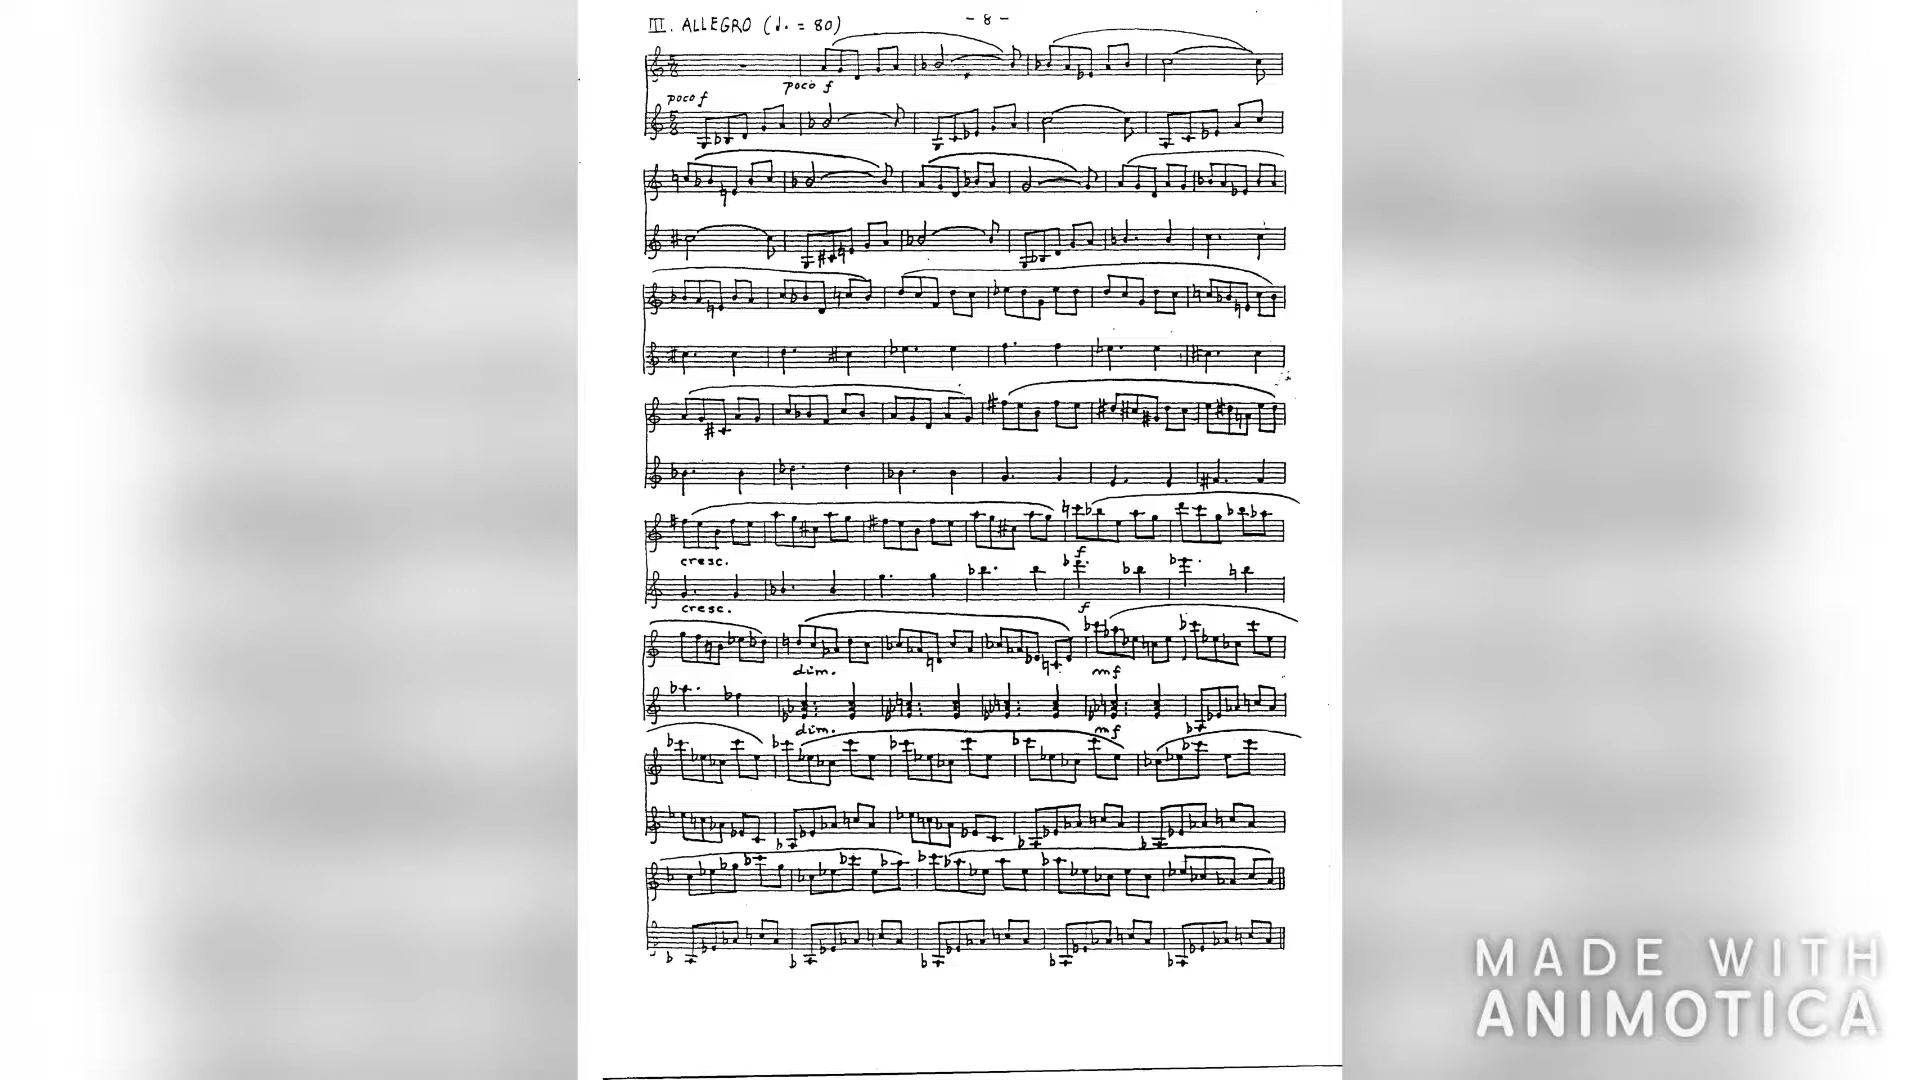 III. ALLEGRO (♩. = 80)
- 8 -
poco f
poco f
cresc.
f
cresc.
f
dim.
mf
dim.
mf
MADE WITH
ANIMOTICA